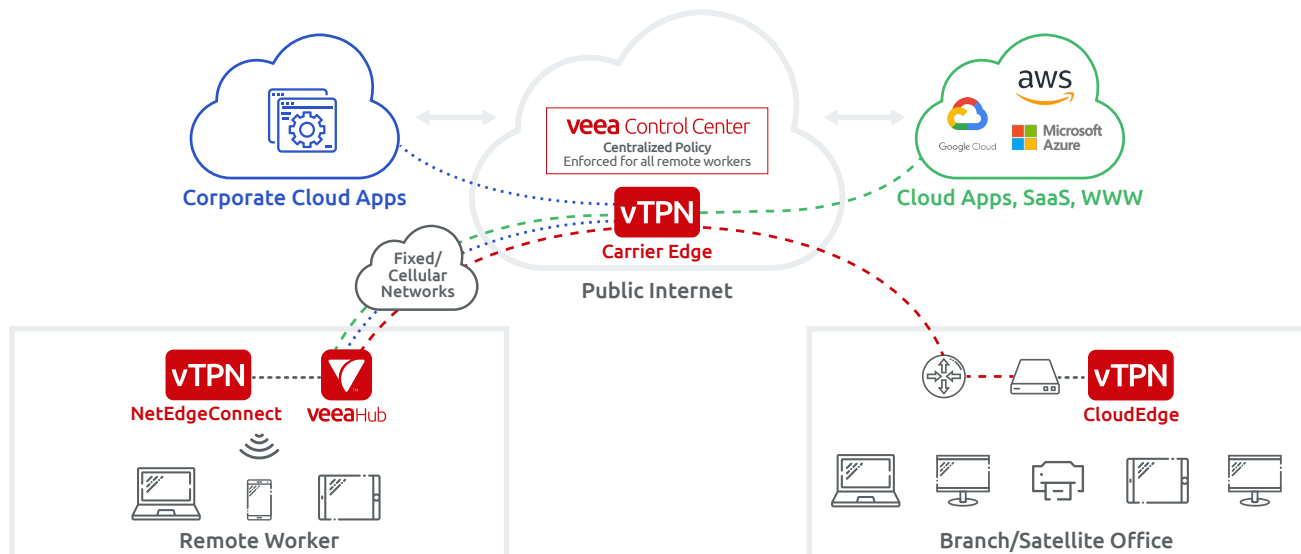 aws
Google Cloud
Microsoft
Azure
veea Control Center
Centralized Policy
Enforced for all remote workers
Corporate Cloud Apps
Cloud Apps, SaaS, WWW
vTPN
Carrier Edge
Fixed/
Cellular
Networks
Public Internet
vTPN
NetEdgeConnect
TM
veeaHub
Remote Worker
vTPN
CloudEdge
Branch/Satellite Office